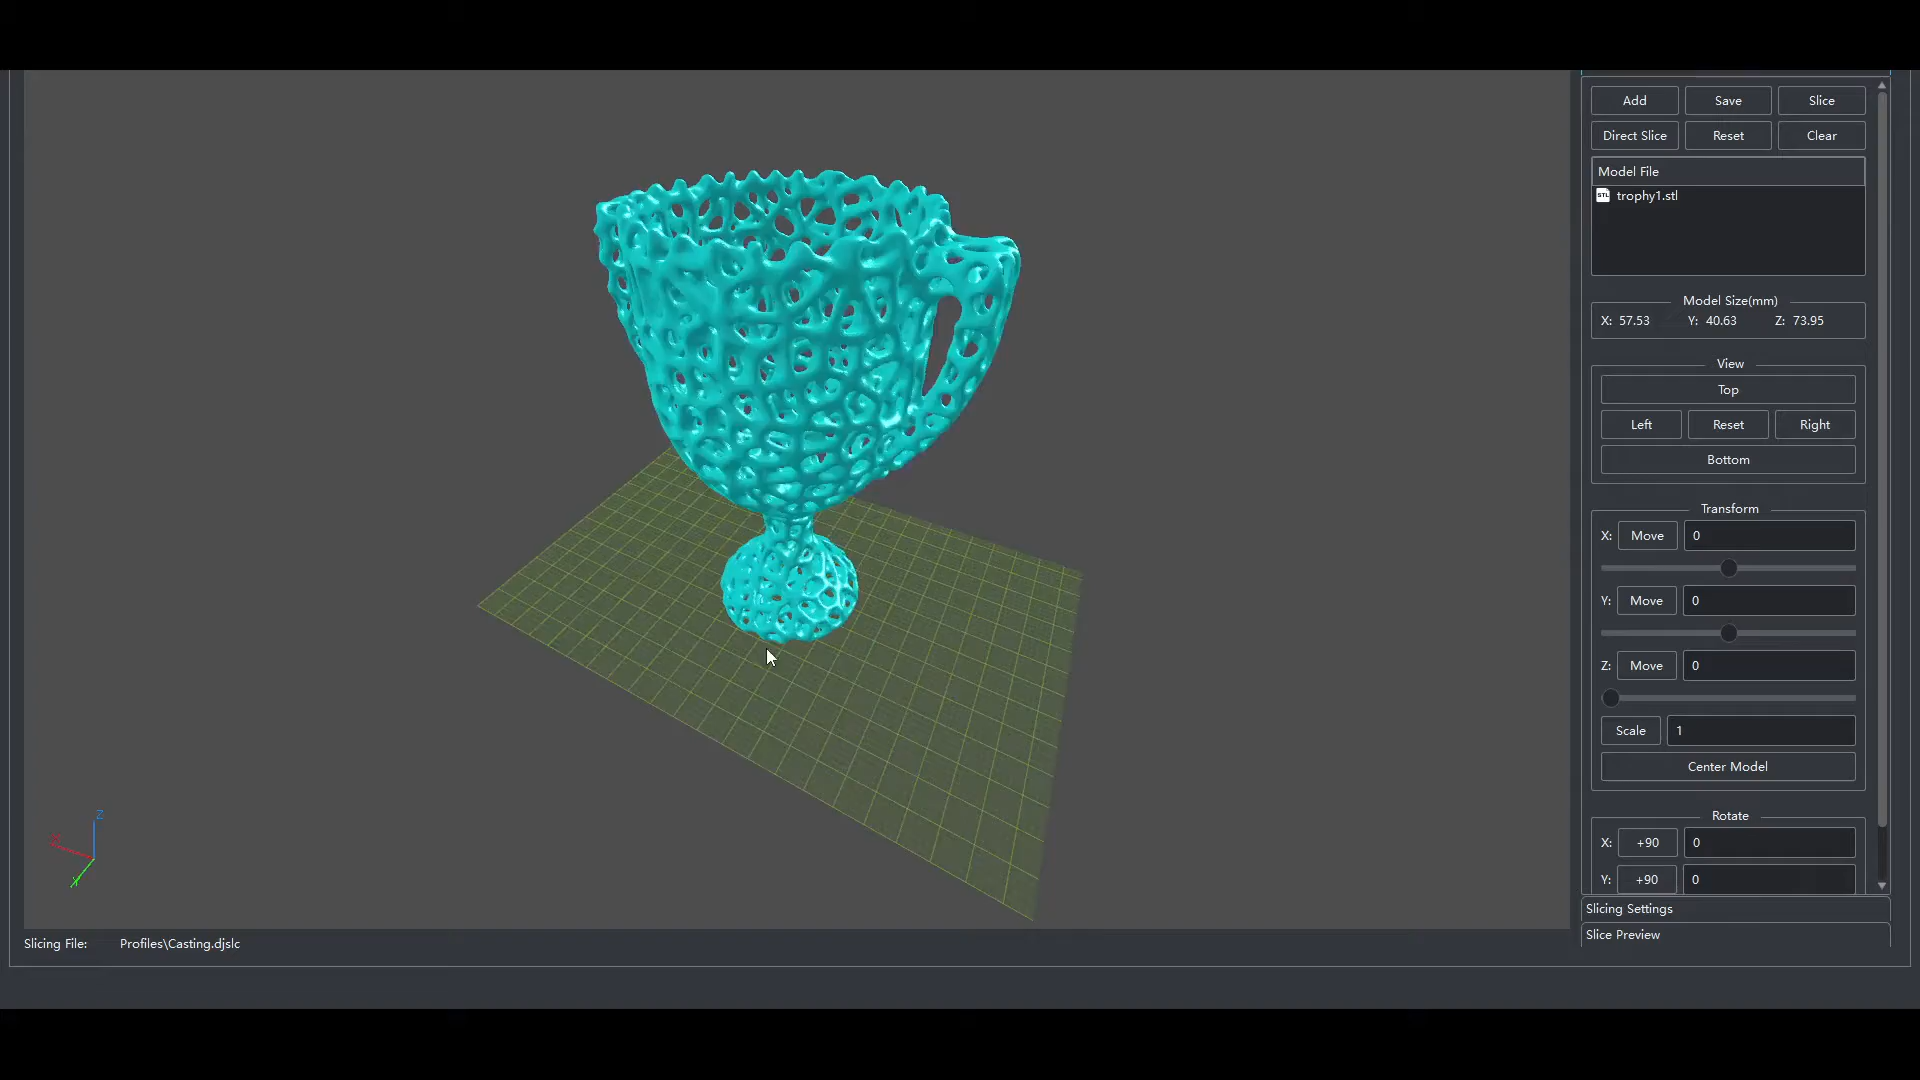 Add Save Slice
Direct Slice Reset Clear
Model File
STL trophy1.stl
Model Size(mm)
X: 57.53 Y: 40.63 Z: 73.95
View
Top
Left Reset Right
Bottom
Transform
X: Move 0
Y: Move 0
Z: Move 0
Scale 1
Center Model
Rotate
X: +90 0
Y: +90 0
Slicing Settings
Slice Preview
Z
X
Y
Slicing File: Profiles\Casting.djslc